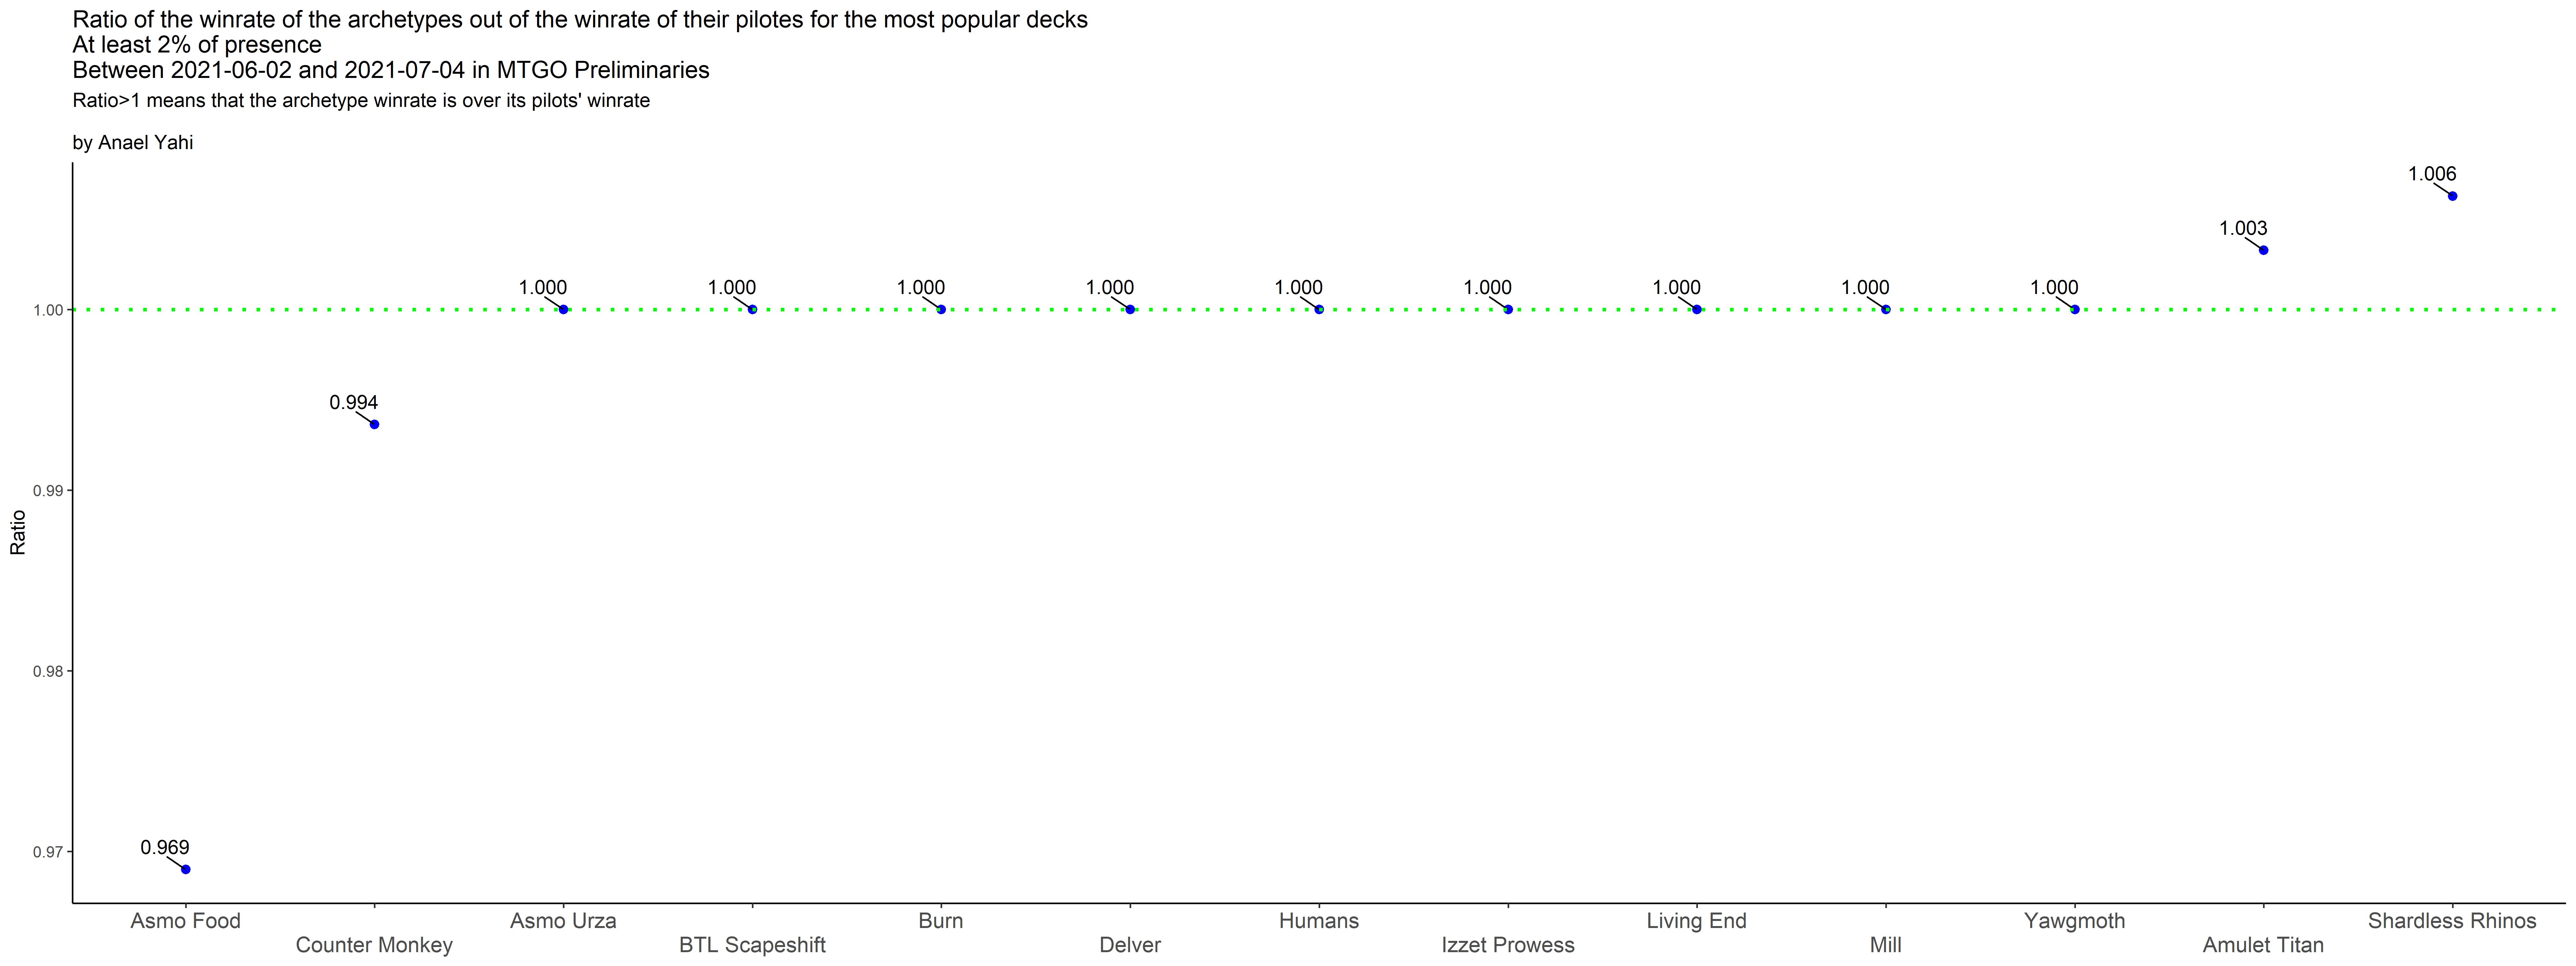 Ratio of the winrate of the archetypes out of the winrate of their pilotes for the most popular decks
At least 2% of presence
Between 2021-06-02 and 2021-07-04 in MTGO Preliminaries
Ratio>1 means that the archetype winrate is over its pilots' winrate
by Anael Yahi
1.006
1.003
1.000 1.000 1.000 1.000 1.000 1.000 1.000 1.000 1.000
1.00
0.994
0.99
Ratio
0.98
0.969
0.97
Asmo Food Asmo Urza Burn Humans Living End Yawgmoth Shardless Rhinos
Counter Monkey BTL Scapeshift Delver Izzet Prowess Mill Amulet Titan